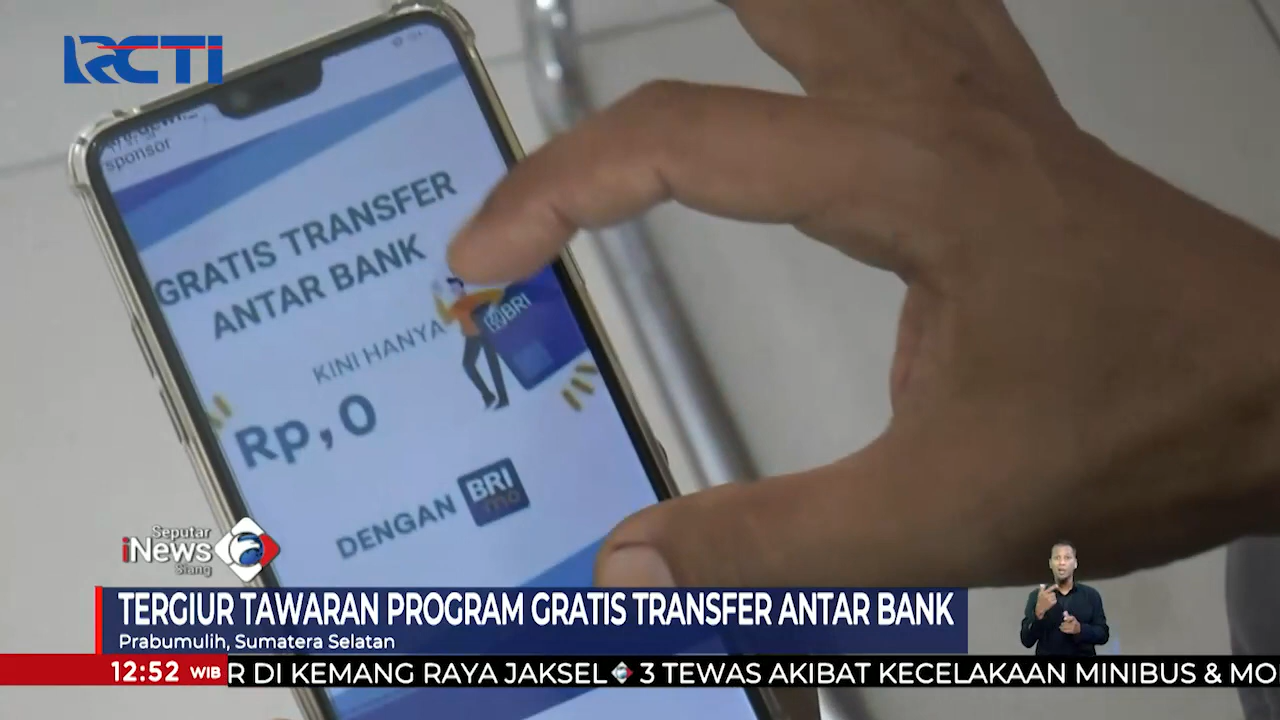 RCTI
sponsor
GRATIS TRANSFER
ANTAR BANK
KINI HANYA
BRI
Rp,0
DENGAN BRI
mo
Seputar
iNews
Siang
TERGIUR TAWARAN PROGRAM GRATIS TRANSFER ANTAR BANK
Prabumulih, Sumatera Selatan
12:52 WIB R DI KEMANG RAYA JAKSEL 3 TEWAS AKIBAT KECELAKAAN MINIBUS & MO